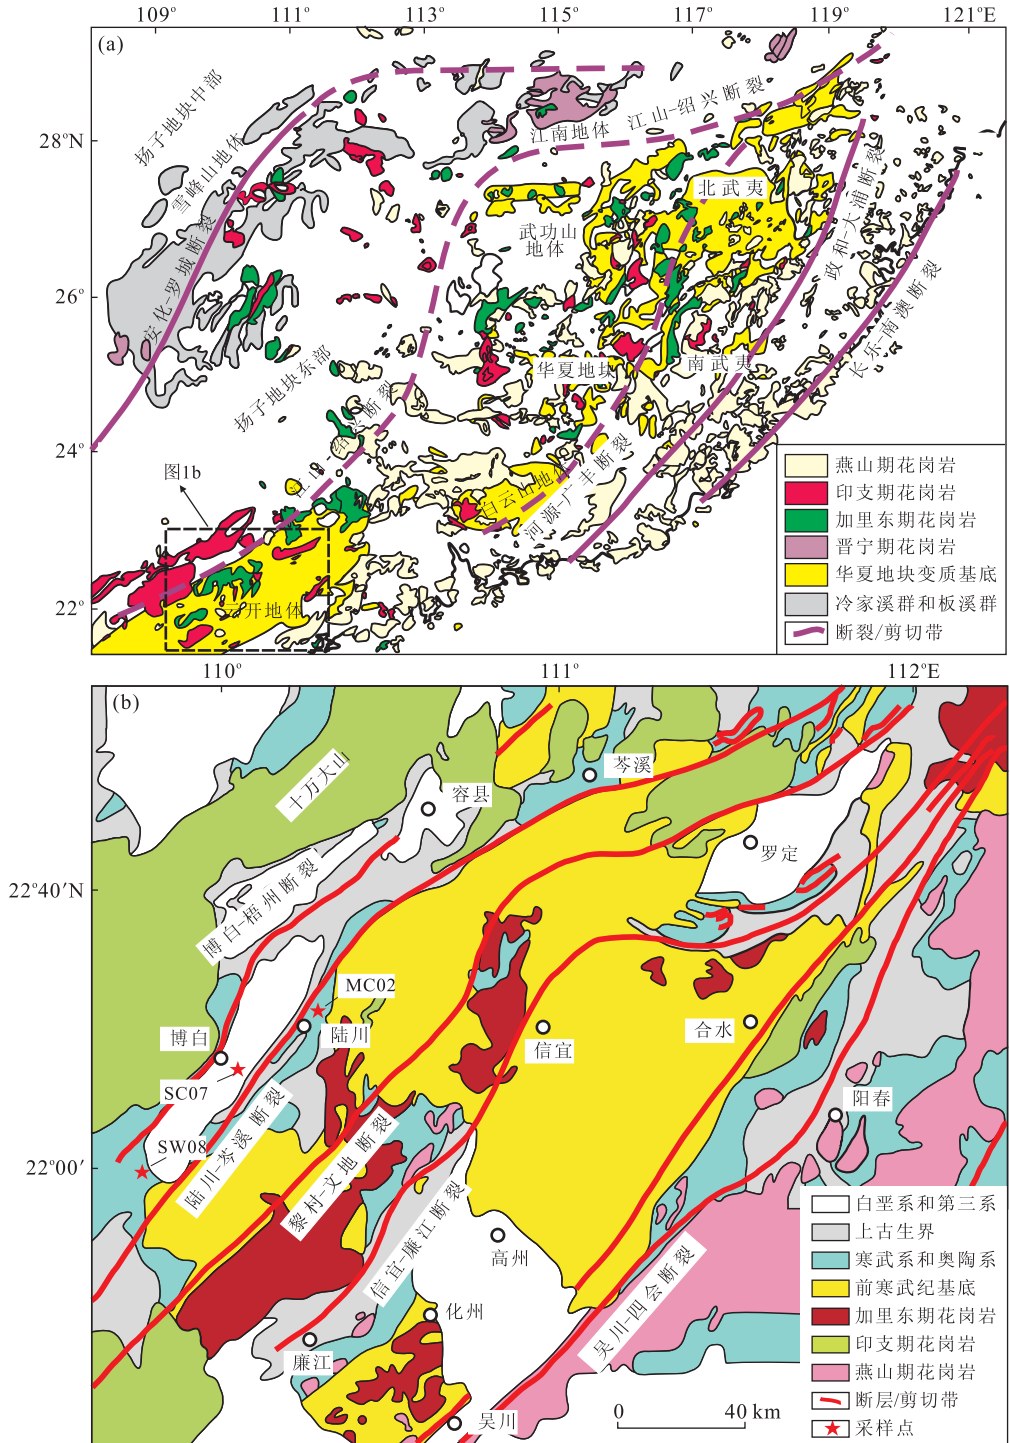 109° 111° 113° 115° 117° 119° 121°E
(a)
扬子地块中部
28°N
雪峰山地体
江南地体
江山-绍兴断裂
北武夷
武功山
地体
政和-大浦断裂
安化-罗城断裂
26°
长乐-南澳断裂
华夏地块
南武夷
扬子地块东部
江山-绍兴断裂
24°
图1b
白云山地体
河源-广丰断裂
22°
云开地体
燕山期花岗岩
印支期花岗岩
加里东期花岗岩
晋宁期花岗岩
华夏地块变质基底
冷家溪群和板溪群
断裂/剪切带
110° 111° 112°E
(b)
十万大山
岑溪
容县
罗定
22°40′N
博白-梧州断裂
MC02
陆川
博白
信宜
合水
SC07
阳春
SW08
22°00′
陆川-岑溪断裂
黎村-文地断裂
信宜-廉江断裂
高州
吴川-四会断裂
化州
廉江
吴川
0 40 km
白垩系和第三系
上古生界
寒武系和奥陶系
前寒武纪基底
加里东期花岗岩
印支期花岗岩
燕山期花岗岩
断层/剪切带
采样点